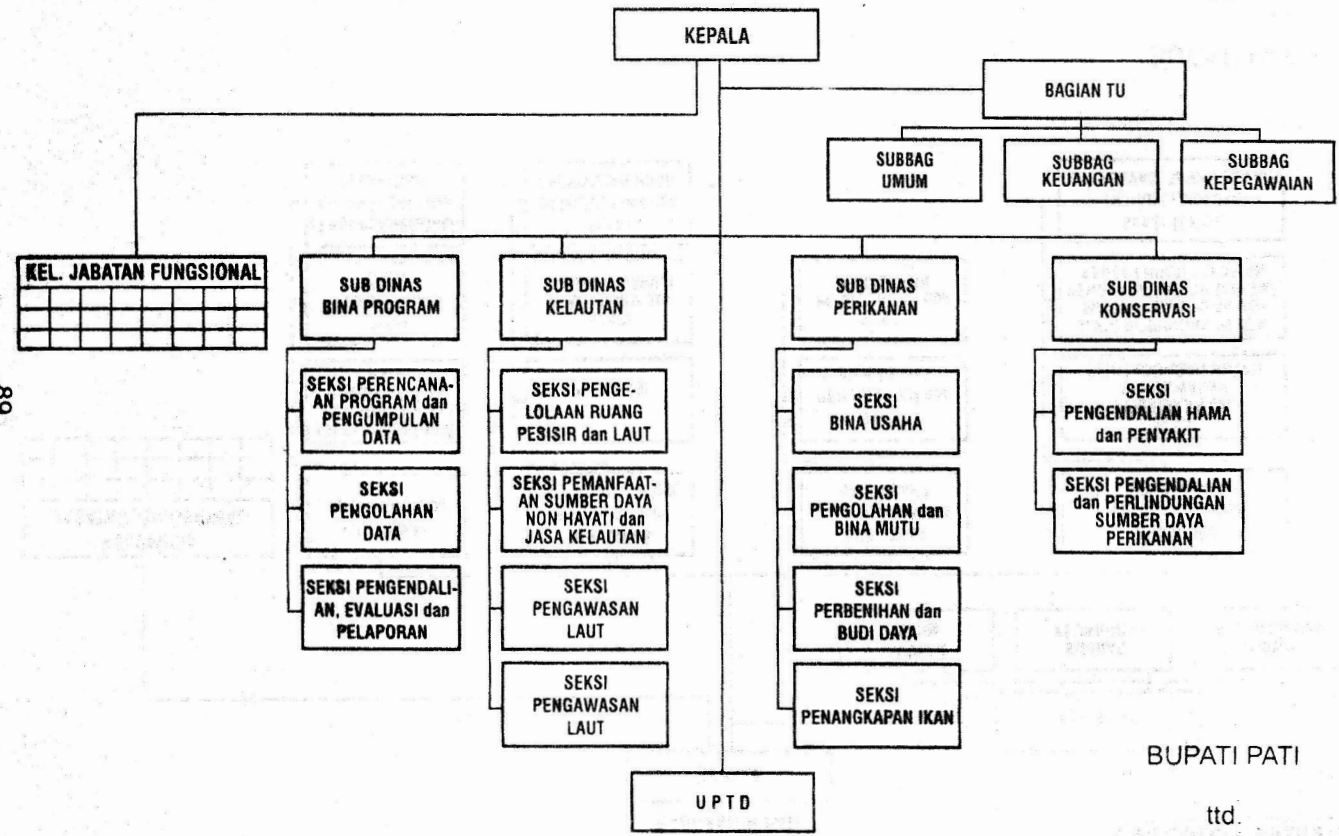 KEPALA
BAGIAN TU
SUBBAG
UMUM
SUBBAG
KEUANGAN
SUBBAG
KEPEGAWAIAN
KEL. JABATAN FUNGSIONAL
SUB DINAS
BINA PROGRAM
SEKSI PERENCANA-
AN PROGRAM dan
PENGUMPULAN
DATA
SEKSI
PENGOLAHAN
DATA
SEKSI PENGENDALI-
AN, EVALUASI dan
PELAPORAN
SUB DINAS
KELAUTAN
SEKSI PENGE-
LOLAAN RUANG
PESISIR dan LAUT
SEKSI PEMANFAAT-
AN SUMBER DAYA
NON HAYATI dan
JASA KELAUTAN
SEKSI
PENGAWASAN
LAUT
SEKSI
PENGAWASAN
LAUT
SUB DINAS
PERIKANAN
SEKSI
BINA USAHA
SEKSI
PENGOLAHAN dan
BINA MUTU
SEKSI
PERBENIHAN dan
BUDI DAYA
SEKSI
PENANGKAPAN IKAN
SUB DINAS
KONSERVASI
SEKSI
PENGENDALIAN HAMA
dan PENYAKIT
SEKSI PENGENDALIAN
dan PERLINDUNGAN
SUMBER DAYA
PERIKANAN
UPTD
BUPATI PATI
ttd.
89